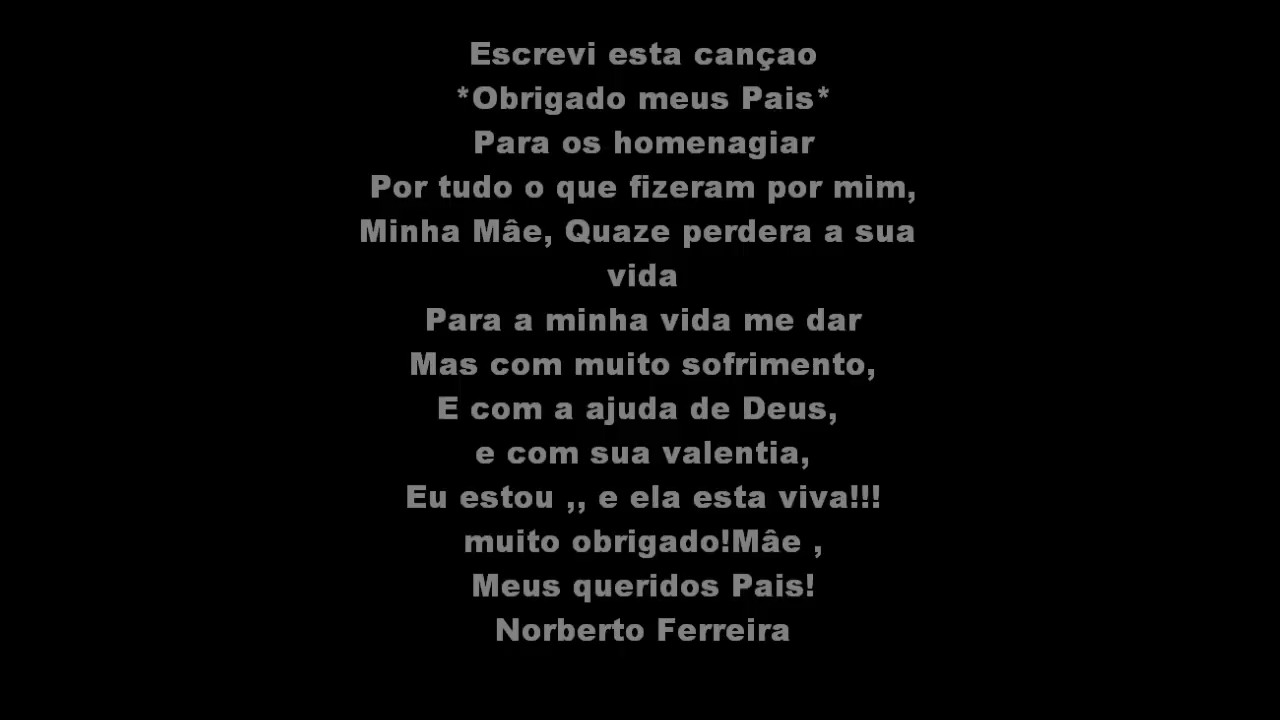 Escrevi esta cançao
*Obrigado meus Pais*
Para os homenagiar
Por tudo o que fizeram por mim,
Minha Mâe, Quaze perdera a sua
vida
Para a minha vida me dar
Mas com muito sofrimento,
E com a ajuda de Deus,
e com sua valentia,
Eu estou ,, e ela esta viva!!!
muito obrigado!Mâe ,
Meus queridos Pais!
Norberto Ferreira